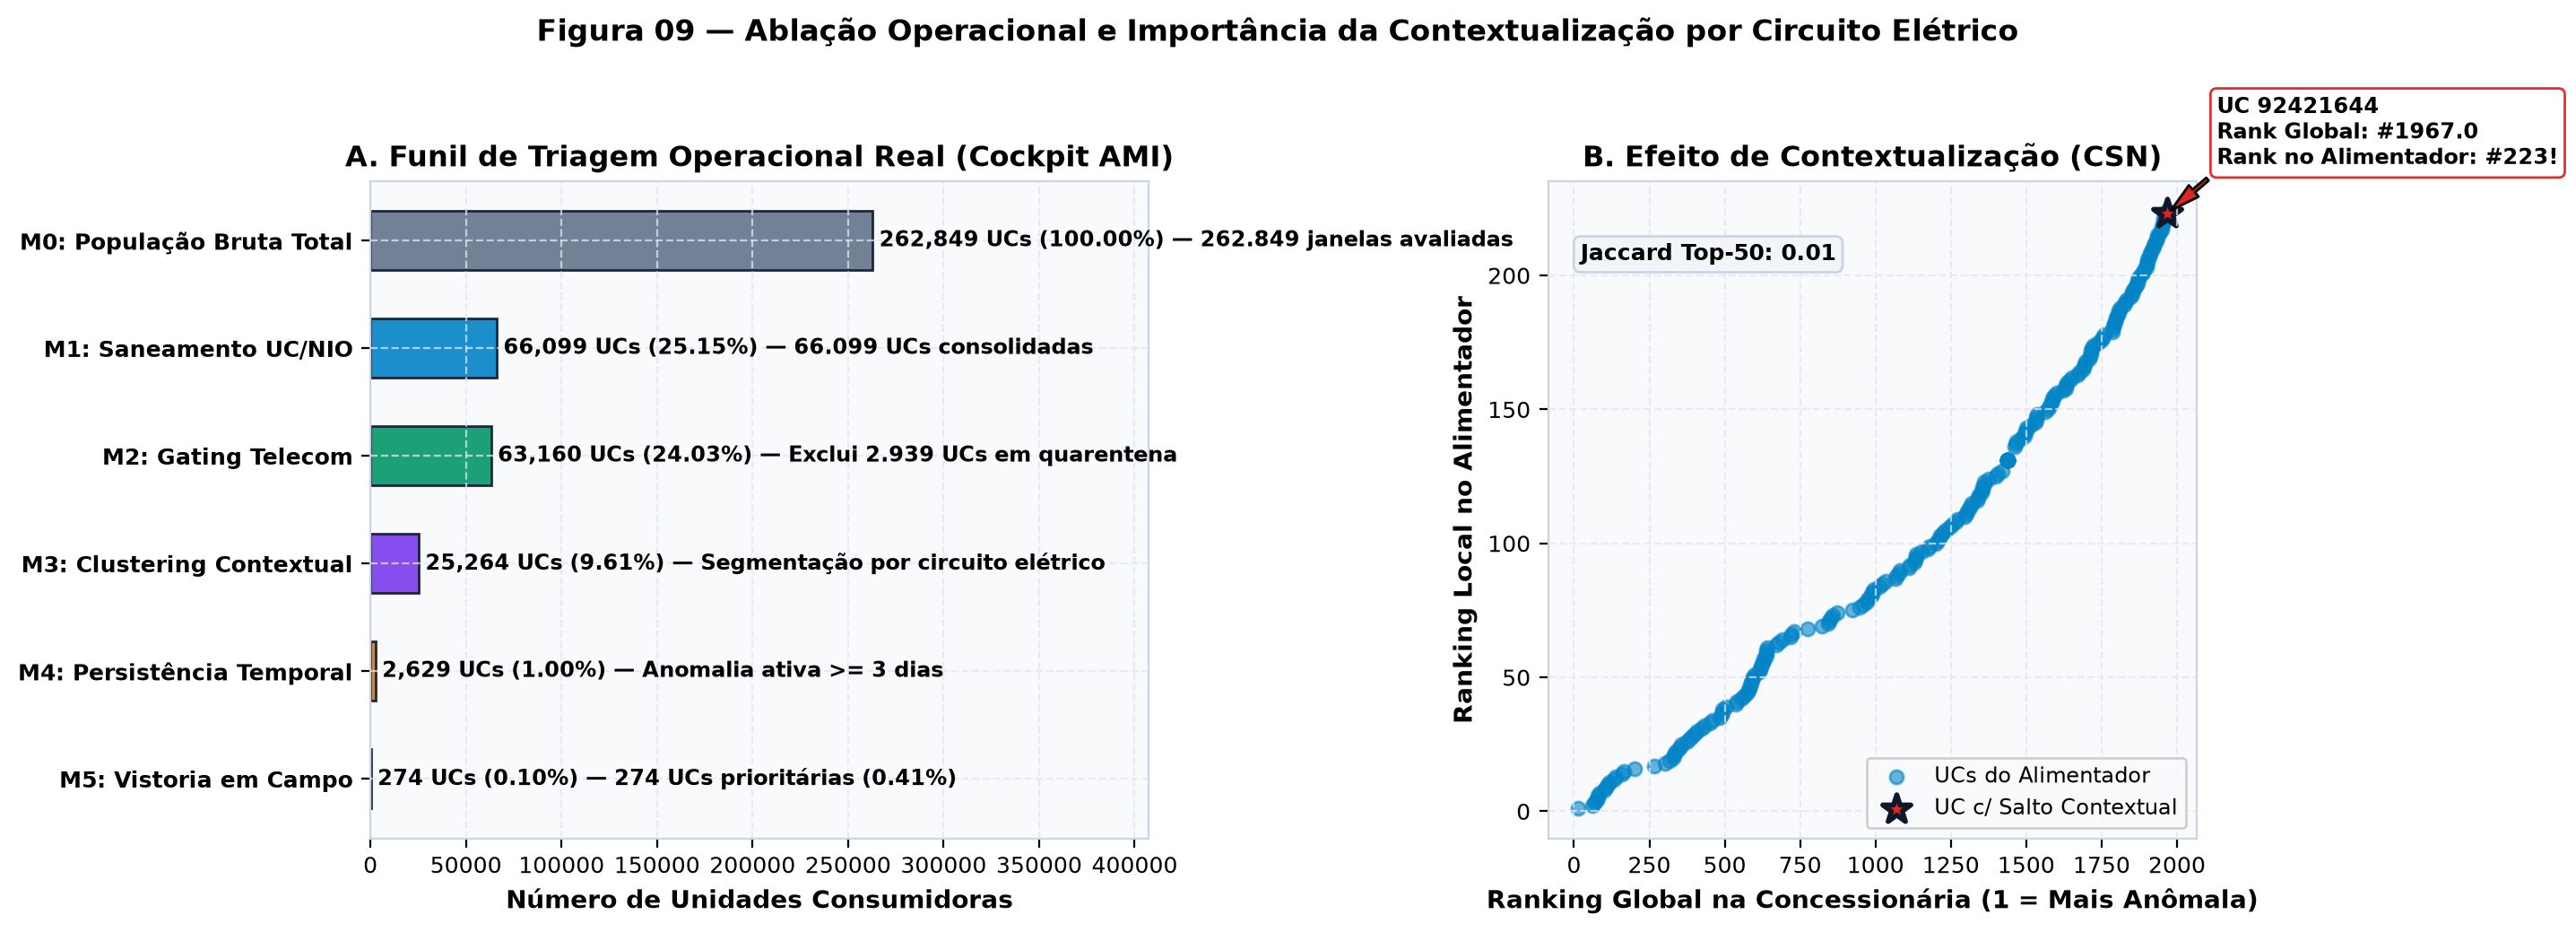 Figura 09 — Ablação Operacional e Importância da Contextualização por Circuito Elétrico
A. Funil de Triagem Operacional Real (Cockpit AMI)
M0: População Bruta Total
262,849 UCs (100.00%) — 262.849 janelas avaliadas
M1: Saneamento UC/NIO
66,099 UCs (25.15%) — 66.099 UCs consolidadas
M2: Gating Telecom
63,160 UCs (24.03%) — Exclui 2.939 UCs em quarentena
M3: Clustering Contextual
25,264 UCs (9.61%) — Segmentação por circuito elétrico
M4: Persistência Temporal
2,629 UCs (1.00%) — Anomalia ativa >= 3 dias
M5: Vistoria em Campo
274 UCs (0.10%) — 274 UCs prioritárias (0.41%)
0 50000 100000 150000 200000 250000 300000 350000 400000
Número de Unidades Consumidoras
B. Efeito de Contextualização (CSN)
UC 92421644
Rank Global: #1967.0
Rank no Alimentador: #223!
Jaccard Top-50: 0.01
Ranking Local no Alimentador
200
150
100
50
0
UCs do Alimentador
UC c/ Salto Contextual
0 250 500 750 1000 1250 1500 1750 2000
Ranking Global na Concessionária (1 = Mais Anômala)